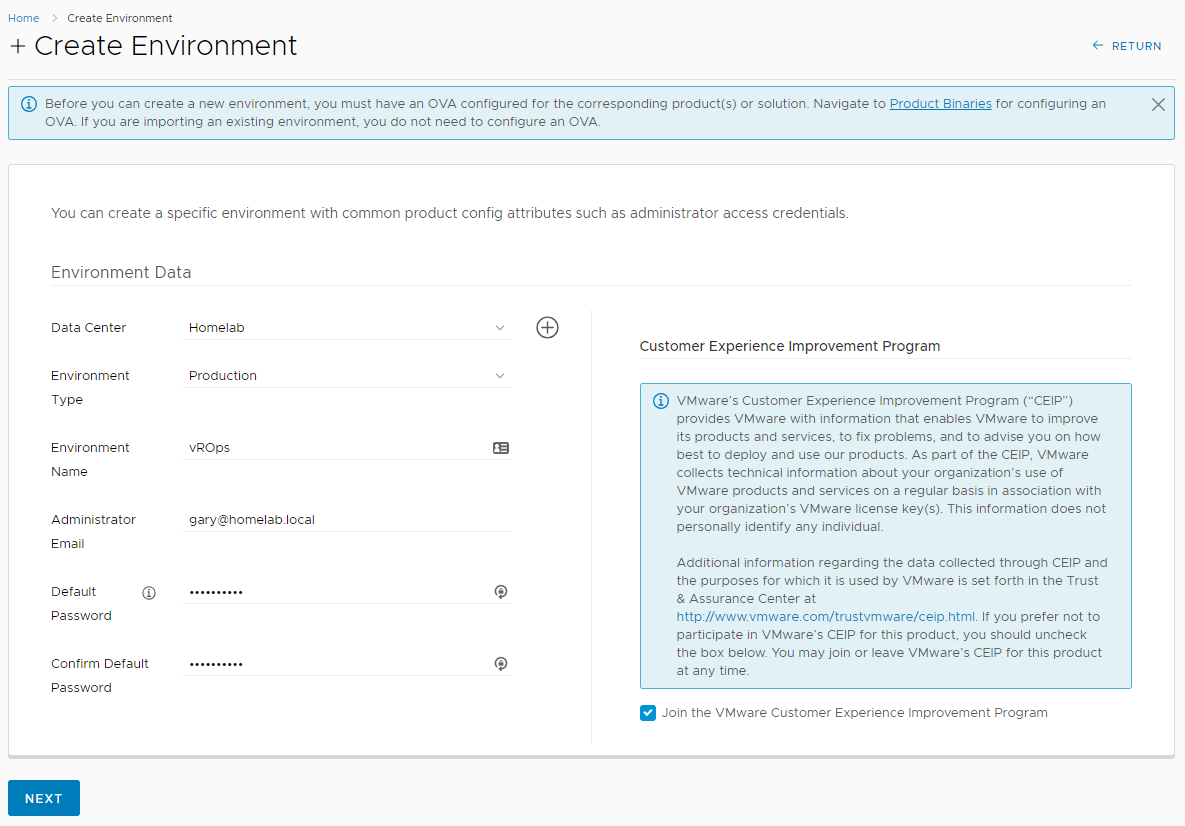 Home > Create Environment
+ Create Environment
← RETURN
Before you can create a new environment, you must have an OVA configured for the corresponding product(s) or solution. Navigate to Product Binaries for configuring an
OVA. If you are importing an existing environment, you do not need to configure an OVA.
You can create a specific environment with common product config attributes such as administrator access credentials.
Environment Data
Data Center
Homelab
Environment
Type
Production
Environment
Name
vROps
Administrator
Email
gary@homelab.local
Default
Password
••••••••••
Confirm Default
Password
••••••••••
Customer Experience Improvement Program
VMware’s Customer Experience Improvement Program (“CEIP”)
provides VMware with information that enables VMware to improve
its products and services, to fix problems, and to advise you on how
best to deploy and use our products. As part of the CEIP, VMware
collects technical information about your organization’s use of
VMware products and services on a regular basis in association with
your organization’s VMware license key(s). This information does not
personally identify any individual.
Additional information regarding the data collected through CEIP and
the purposes for which it is used by VMware is set forth in the Trust
& Assurance Center at
http://www.vmware.com/trustvmware/ceip.html. If you prefer not to
participate in VMware’s CEIP for this product, you should uncheck
the box below. You may join or leave VMware’s CEIP for this product
at any time.
Join the VMware Customer Experience Improvement Program
NEXT